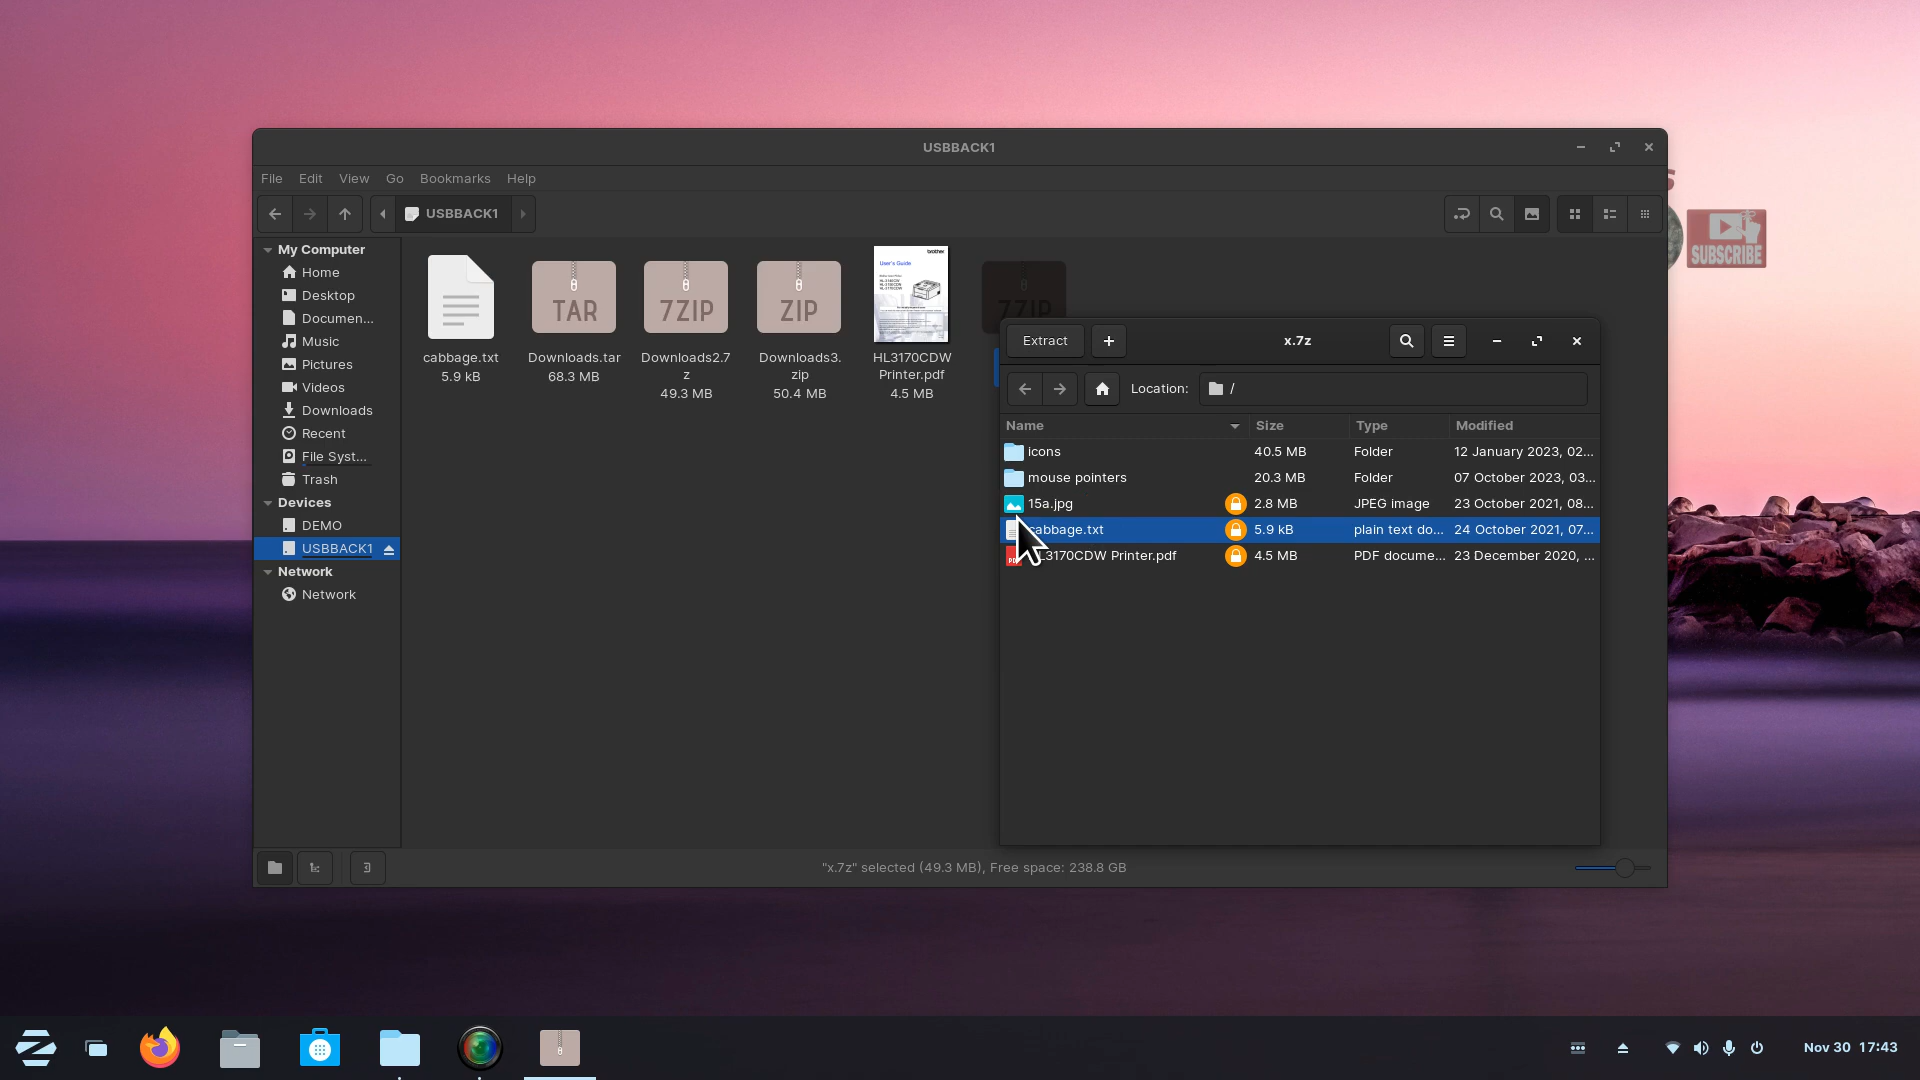 USBBACK1
File Edit View Go Bookmarks Help
USBBACK1
SUBSCRIBE
My Computer
Home
Desktop
Documen...
Music
Pictures
Videos
Downloads
Recent
File Syst...
Trash
Devices
DEMO
USBBACK1
Network
Network
cabbage.txt
5.9 kB
TAR
Downloads.tar
68.3 MB
7ZIP
Downloads2.7
z
49.3 MB
ZIP
Downloads3.
zip
50.4 MB
brother
User's Guide
HL3170CDW
Printer.pdf
4.5 MB
7ZIP
Extract + x.7z
Location: /
Name Size Type Modified
icons 40.5 MB Folder 12 January 2023, 02...
mouse pointers 20.3 MB Folder 07 October 2023, 03...
15a.jpg 2.8 MB JPEG image 23 October 2021, 08...
cabbage.txt 5.9 kB plain text do... 24 October 2021, 07...
L3170CDW Printer.pdf 4.5 MB PDF docume... 23 December 2020, ...
"x.7z" selected (49.3 MB), Free space: 238.8 GB
Nov 30 17:43